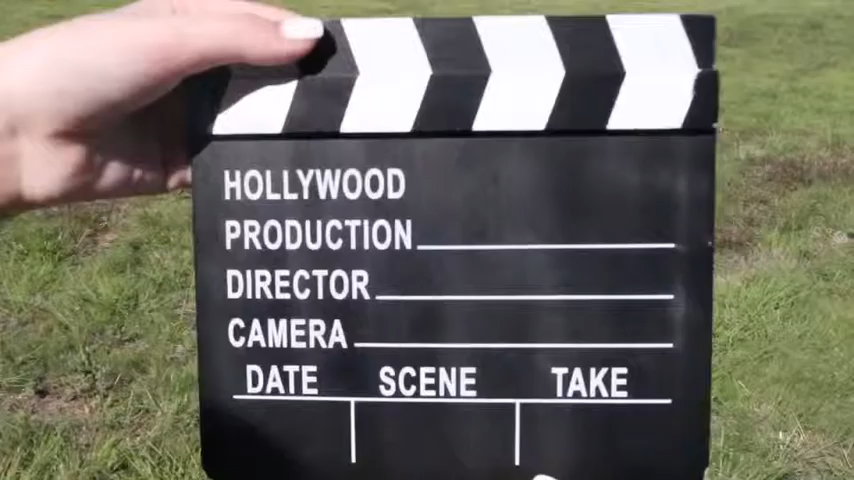 HOLLYWOOD
PRODUCTION
DIRECTOR
CAMERA
DATE SCENE TAKE